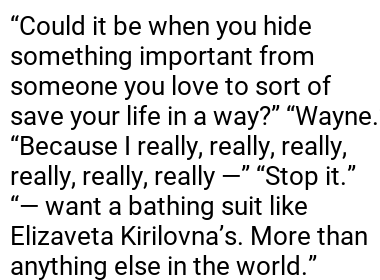 “Could it be when you hide
something important from
someone you love to sort of
save your life in a way?” “Wayne.
“Because I really, really, really,
really, really, really —” “Stop it.”
“— want a bathing suit like
Elizaveta Kirilovna’s. More than
anything else in the world.”